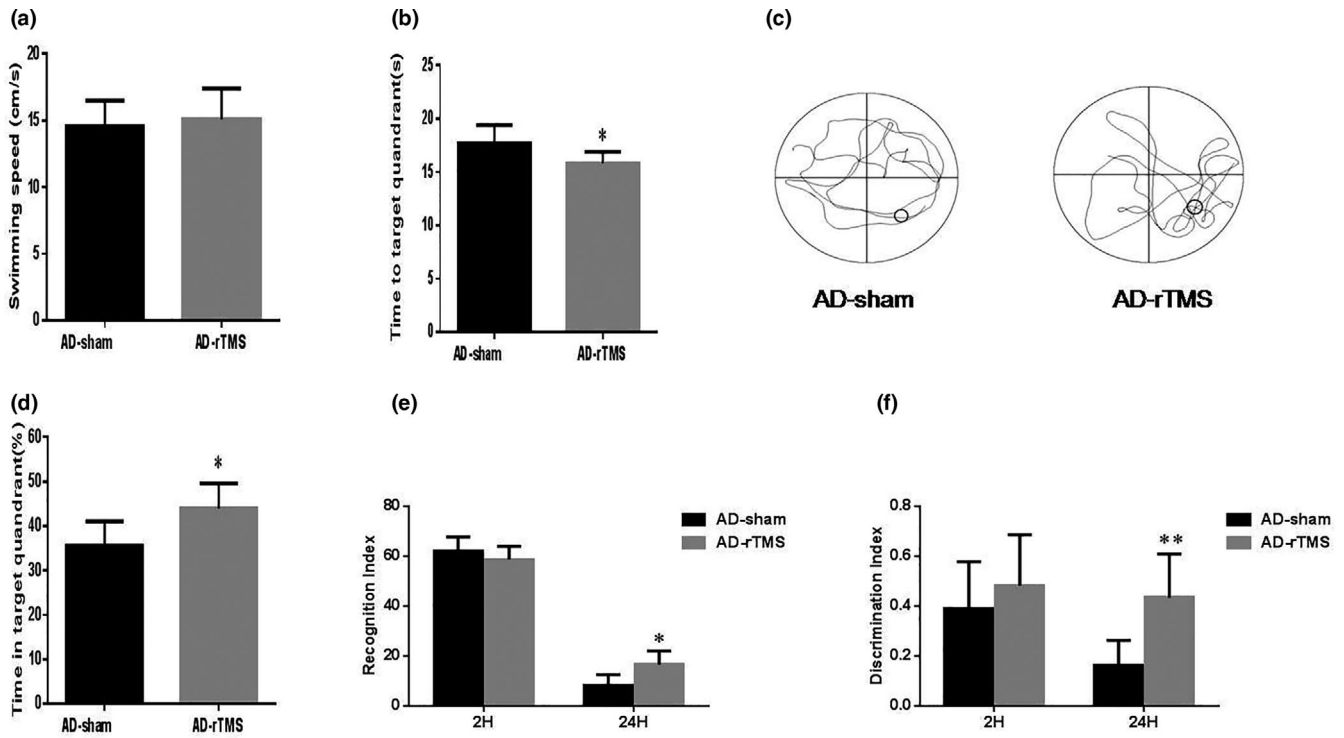 (a)
Swimming speed (cm/s)
20
15
10
5
0
AD-sham
AD-rTMS
(b)
Time to target quandrant(s)
25
20
15
15
10
5
0
*
AD-sham
AD-rTMS
(c)
AD-sham
AD-rTMS
(d)
Time in target quandrant(%)
60
50
40
30
20
10
0
*
AD-sham
AD-rTMS
(e)
Recognition Index
80
60
40
20
0
*
2H
24H
AD-sham
AD-rTMS
(f)
Discrimination Index
0.8
0.6
0.4
0.2
0.0
**
2H
24H
AD-sham
AD-rTMS